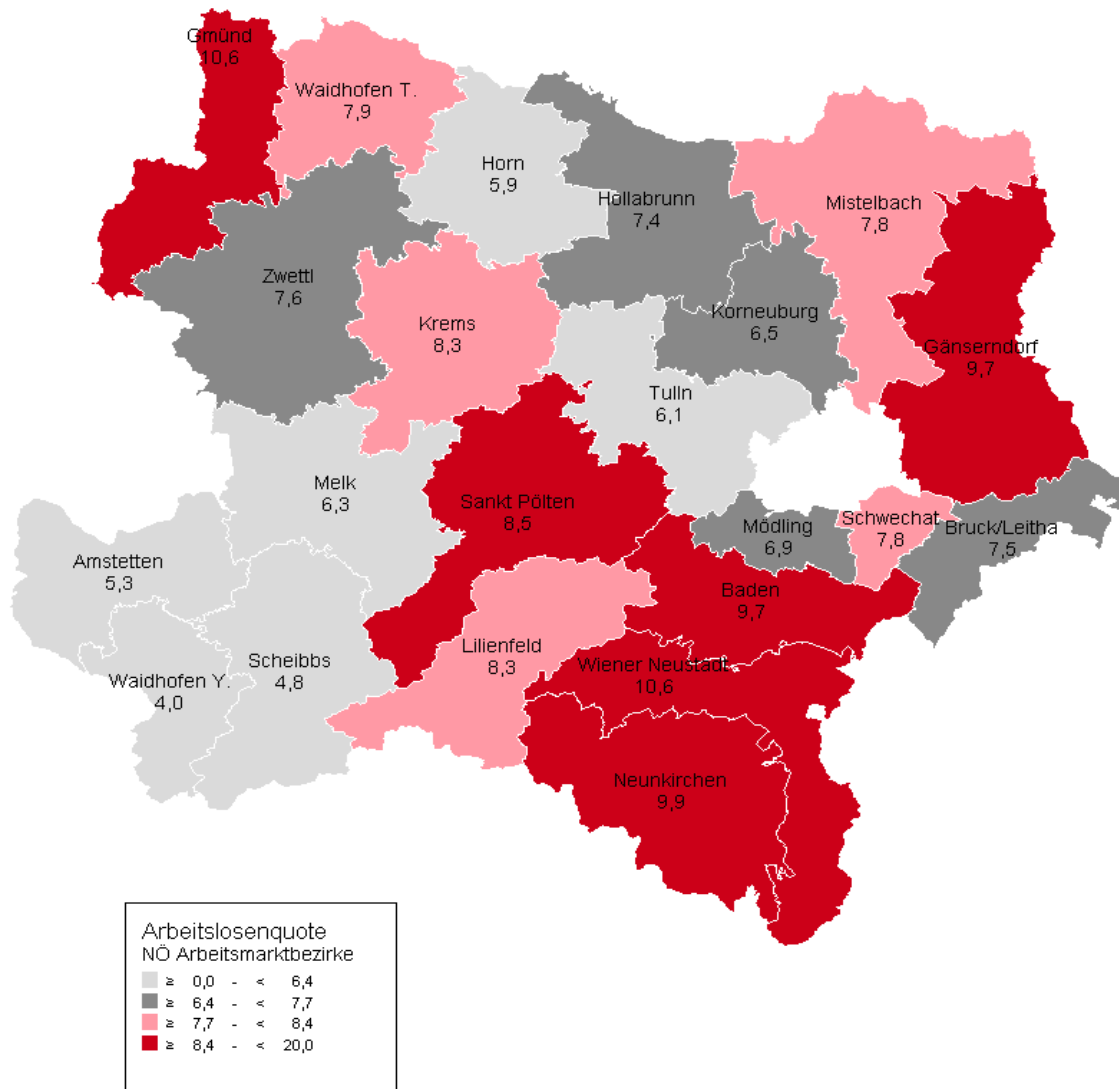 Gmünd
10,6
Waidhofen T.
7,9
Horn
5,9
Hollabrunn
7,4
Mistelbach
7,8
Zwettl
7,6
Krems
8,3
Korneuburg
6,5
Gänserndorf
9,7
Tulln
6,1
Melk
6,3
Sankt Pölten
8,5
Mödling
6,9
Schwechat
7,8
Bruck/Leitha
7,5
Amstetten
5,3
Baden
9,7
Lilienfeld
8,3
Scheibbs
4,8
Waidhofen Y.
4,0
Wiener Neustadt
10,6
Neunkirchen
9,9
Arbeitslosenquote
NÖ Arbeitsmarktbezirke
≥ 0,0 - < 6,4
≥ 6,4 - < 7,7
≥ 7,7 - < 8,4
≥ 8,4 - < 20,0